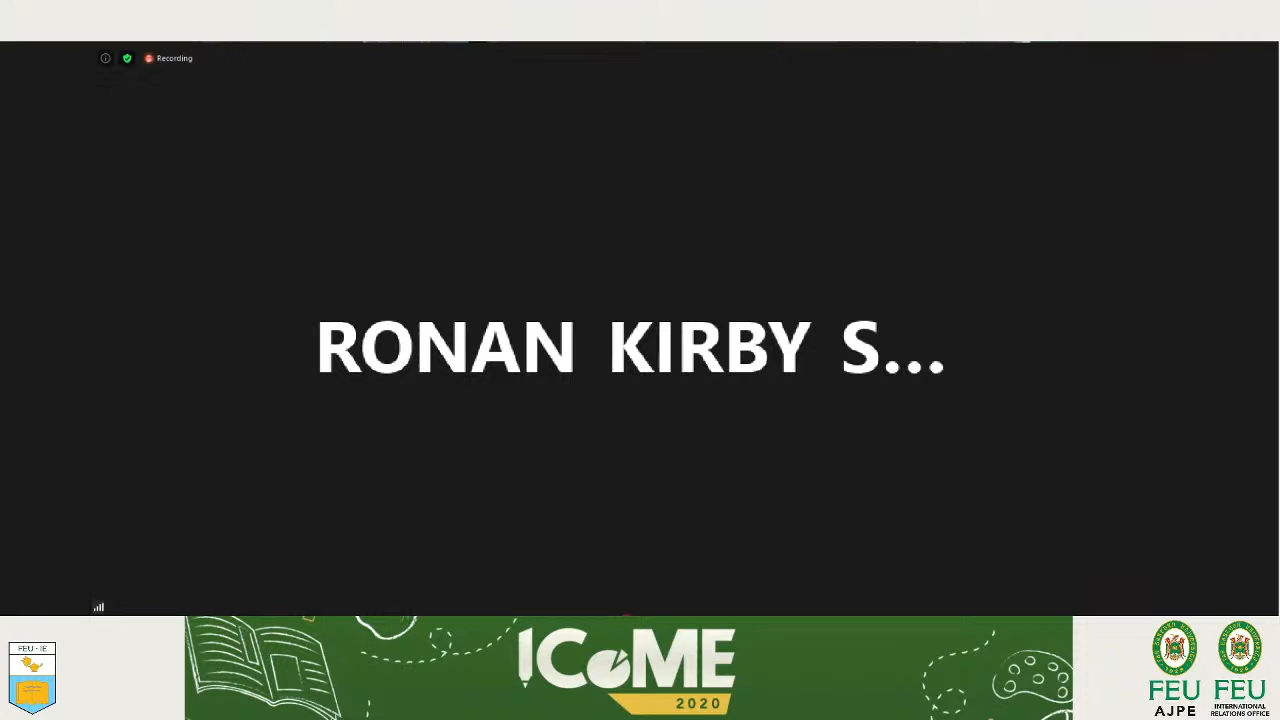 Recording
RONAN KIRBY S...
FEU - IE
ICoME
2020
FEU
AJPE
FEU
INTERNATIONAL
RELATIONS OFFICE